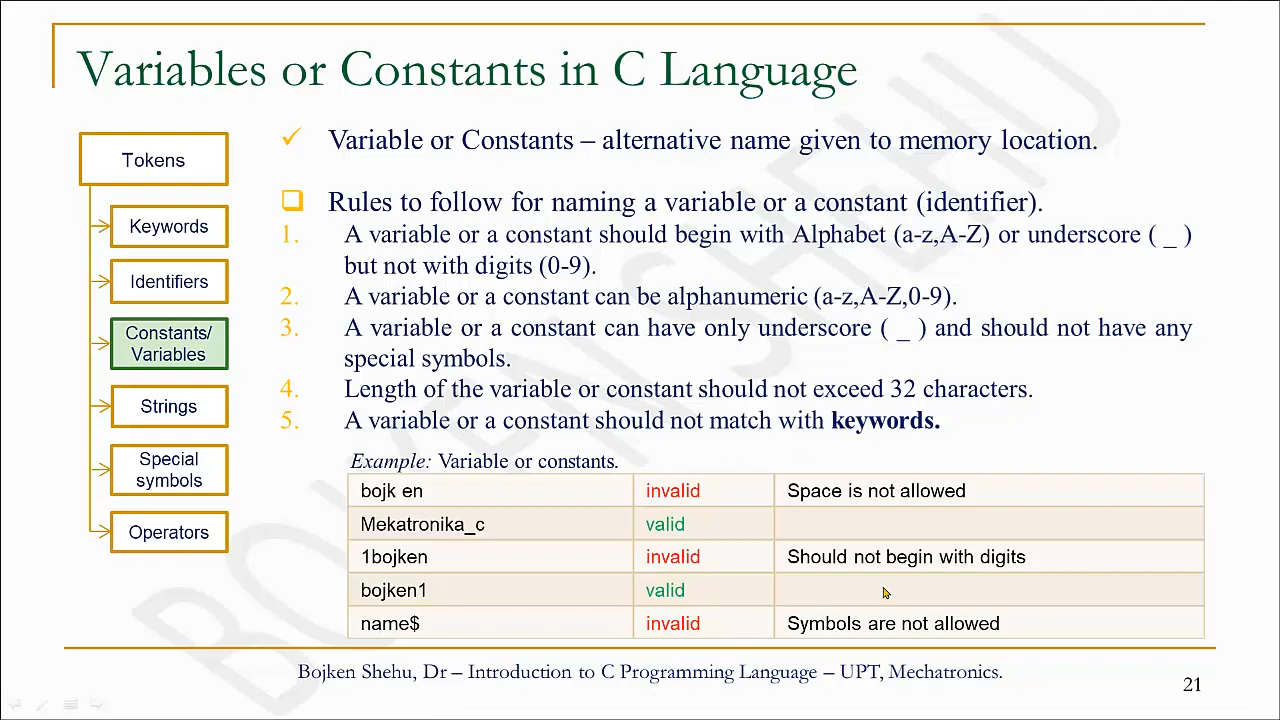 Variables or Constants in C Language
Tokens
Keywords
Identifiers
Constants/
Variables
Strings
Special
symbols
Operators
Variable or Constants – alternative name given to memory location.
Rules to follow for naming a variable or a constant (identifier).
1. A variable or a constant should begin with Alphabet (a-z,A-Z) or underscore ( _ )
but not with digits (0-9).
2. A variable or a constant can be alphanumeric (a-z,A-Z,0-9).
3. A variable or a constant can have only underscore ( _ ) and should not have any
special symbols.
4. Length of the variable or constant should not exceed 32 characters.
5. A variable or a constant should not match with keywords.
Example: Variable or constants.
bojk en invalid Space is not allowed
Mekatronika_c valid
1bojken invalid Should not begin with digits
bojken1 valid
name$ invalid Symbols are not allowed
Bojken Shehu, Dr – Introduction to C Programming Language – UPT, Mechatronics.
21
BOJKEN SHEHU